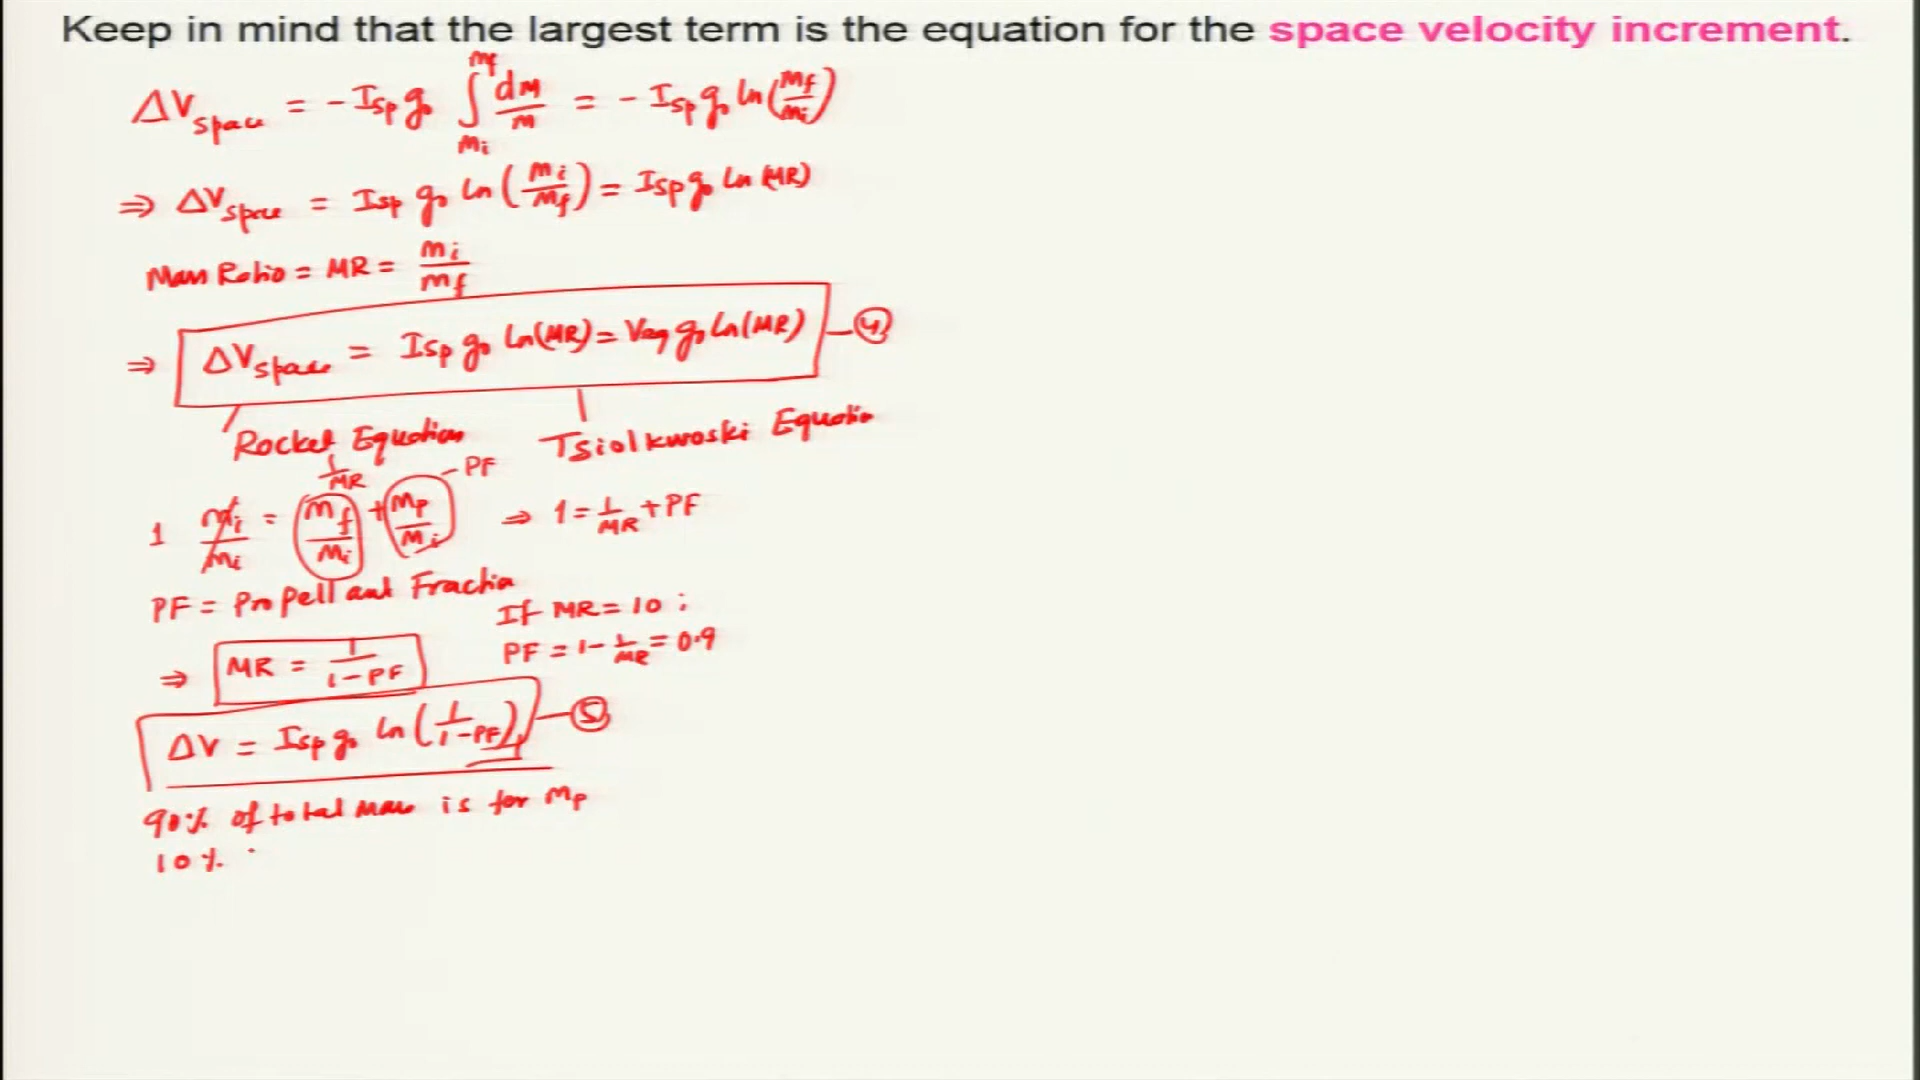 Keep in mind that the largest term is the equation for the space velocity increment.
ΔV_space = - Isp g₀ ∫_{Mi}^{Mf} dM/M = - Isp g₀ ln(Mf/Mi)
⇒ ΔV_space = Isp g₀ ln(Mi/Mf) = Isp g₀ ln(MR)
Mass Ratio = MR = Mi/Mf
⇒ ΔV_space = Isp g₀ ln(MR) = Veq g₀ ln(MR) — ④
Rocket Equation Tsiolkwoski Equation
1/MR — PF
1 Mi/Mi = Mf/Mi + Mp/Mi ⇒ 1 = 1/MR + PF
PF = Propellant Fraction
If MR = 10 ;
⇒ MR = 1/(1-PF) PF = 1 - 1/MR = 0.9
ΔV = Isp g₀ ln(1/(1-PF)) — ⑤
90% of total mass is for Mp
10%